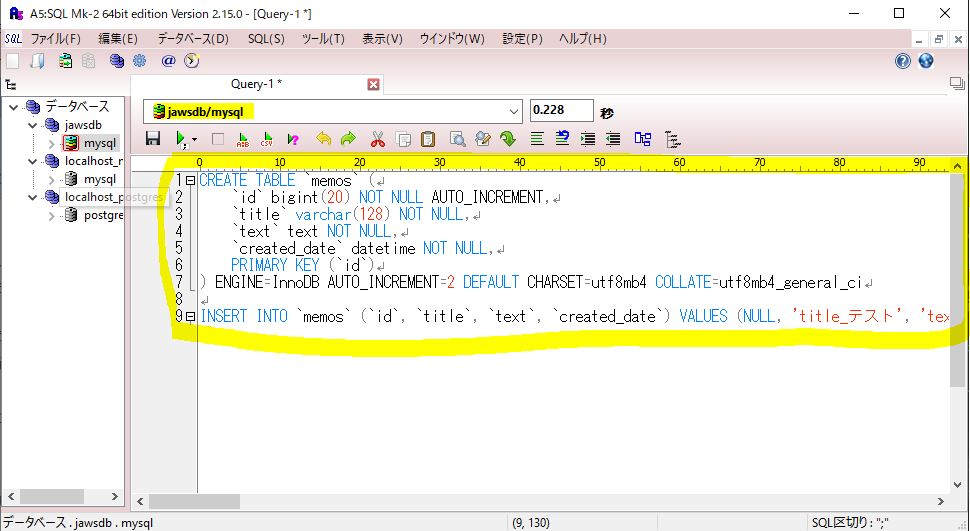 A5:SQL Mk-2 64bit edition Version 2.15.0 - [Query-1 *]
SQL ファイル(F) 編集(E) データベース(D) SQL(S) ツール(T) 表示(V) ウインドウ(W) 設定(P) ヘルプ(H)
Query-1 *
データベース
jawsdb
mysql
localhost_
mysql
localhost_postgres
postgre
jawsdb/mysql
0.228 秒
0 10 20 30 40 50 60 70 80 90
1 CREATE TABLE `memos` (↲
2 `id` bigint(20) NOT NULL AUTO_INCREMENT,↲
3 `title` varchar(128) NOT NULL,↲
4 `text` text NOT NULL,↲
5 `created_date` datetime NOT NULL,↲
6 PRIMARY KEY (`id`)↲
7 ) ENGINE=InnoDB AUTO_INCREMENT=2 DEFAULT CHARSET=utf8mb4 COLLATE=utf8mb4_general_ci↲
8 ↲
9 INSERT INTO `memos` (`id`, `title`, `text`, `created_date`) VALUES (NULL, 'title_テスト', 'tex
データベース . jawsdb . mysql
(9, 130)
SQL区切り : ";"